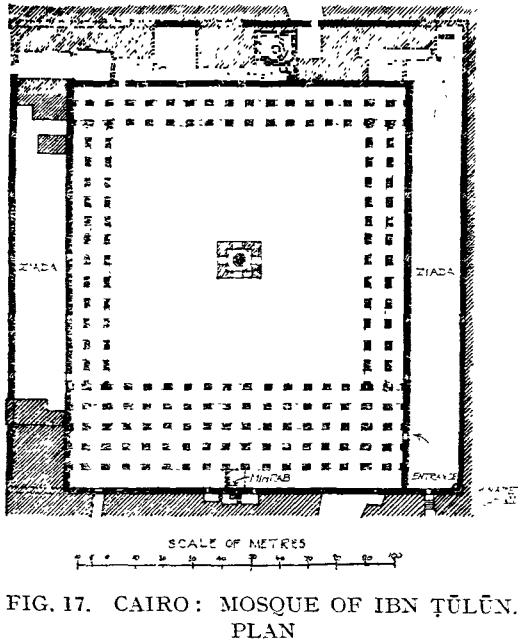 ZIADA
ZIADA
MIHRAB
ENTRANCE
SCALE OF METRES
FIG. 17. CAIRO: MOSQUE OF IBN ṬŪLŪN.
PLAN